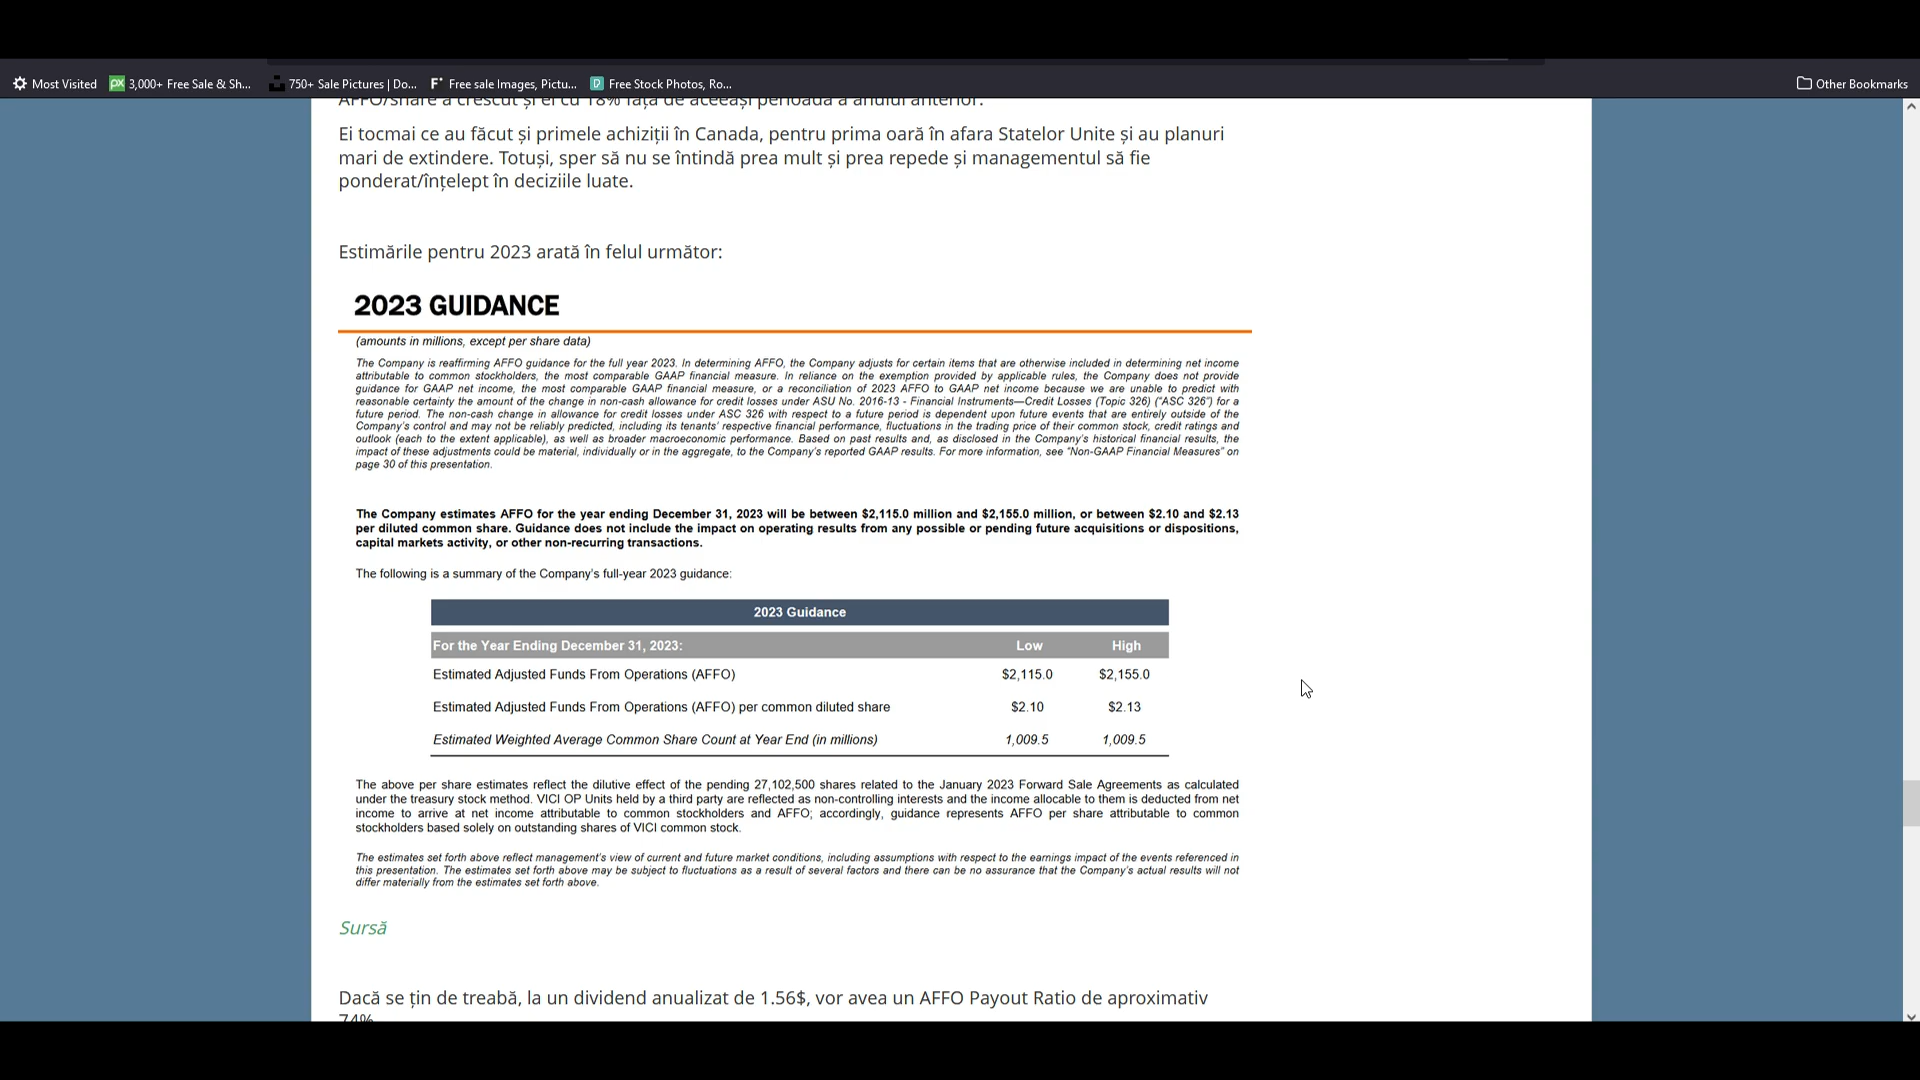 Most Visited
3,000+ Free Sale & Sh...
750+ Sale Pictures | Do...
Free sale Images, Pictu...
Free Stock Photos, Ro...
Other Bookmarks
AFFO/share a crescut și el cu 18% față de aceeași perioadă a anului anterior.
Ei tocmai ce au făcut și primele achiziții în Canada, pentru prima oară în afara Statelor Unite și au planuri
mari de extindere. Totuși, sper să nu se întindă prea mult și prea repede și managementul să fie
ponderat/înțelept în deciziile luate.
Estimările pentru 2023 arată în felul următor:
2023 GUIDANCE
(amounts in millions, except per share data)
The Company is reaffirming AFFO guidance for the full year 2023. In determining AFFO, the Company adjusts for certain items that are otherwise included in determining net income
attributable to common stockholders, the most comparable GAAP financial measure. In reliance on the exemption provided by applicable rules, the Company does not provide
guidance for GAAP net income, the most comparable GAAP financial measure, or a reconciliation of 2023 AFFO to GAAP net income because we are unable to predict with
reasonable certainty the amount of the change in non-cash allowance for credit losses under ASU No. 2016-13 - Financial Instruments—Credit Losses (Topic 326) (“ASC 326”) for a
future period. The non-cash change in allowance for credit losses under ASC 326 with respect to a future period is dependent upon future events that are entirely outside of the
Company’s control and may not be reliably predicted, including its tenants’ respective financial performance, fluctuations in the trading price of their common stock, credit ratings and
outlook (each to the extent applicable), as well as broader macroeconomic performance. Based on past results and, as disclosed in the Company’s historical financial results, the
impact of these adjustments could be material, individually or in the aggregate, to the Company’s reported GAAP results. For more information, see “Non-GAAP Financial Measures” on
page 30 of this presentation.
The Company estimates AFFO for the year ending December 31, 2023 will be between $2,115.0 million and $2,155.0 million, or between $2.10 and $2.13
per diluted common share. Guidance does not include the impact on operating results from any possible or pending future acquisitions or dispositions,
capital markets activity, or other non-recurring transactions.
The following is a summary of the Company’s full-year 2023 guidance:
2023 Guidance
For the Year Ending December 31, 2023: Low High
Estimated Adjusted Funds From Operations (AFFO) $2,115.0 $2,155.0
Estimated Adjusted Funds From Operations (AFFO) per common diluted share $2.10 $2.13
Estimated Weighted Average Common Share Count at Year End (in millions) 1,009.5 1,009.5
The above per share estimates reflect the dilutive effect of the pending 27,102,500 shares related to the January 2023 Forward Sale Agreements as calculated
under the treasury stock method. VICI OP Units held by a third party are reflected as non-controlling interests and the income allocable to them is deducted from net
income to arrive at net income attributable to common stockholders and AFFO; accordingly, guidance represents AFFO per share attributable to common
stockholders based solely on outstanding shares of VICI common stock.
The estimates set forth above reflect management’s view of current and future market conditions, including assumptions with respect to the earnings impact of the events referenced in
this presentation. The estimates set forth above may be subject to fluctuations as a result of several factors and there can be no assurance that the Company’s actual results will not
differ materially from the estimates set forth above.
Sursă
Dacă se țin de treabă, la un dividend anualizat de 1.56$, vor avea un AFFO Payout Ratio de aproximativ
74%